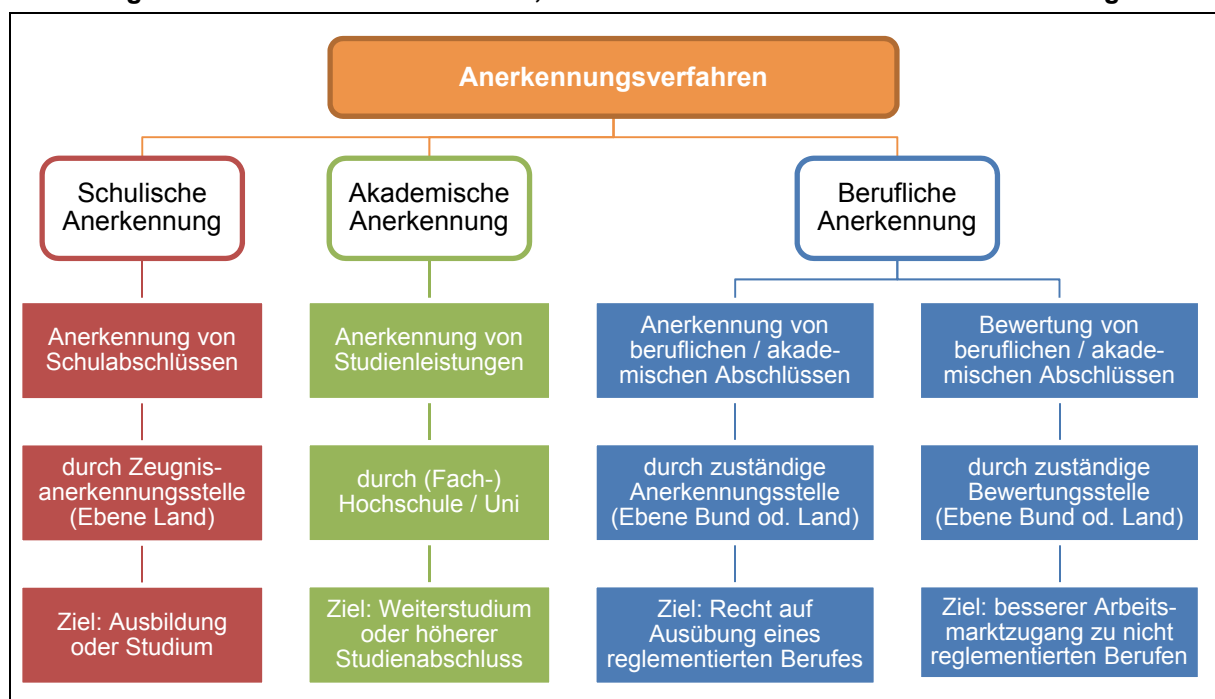 Anerkennungsverfahren
Schulische
Anerkennung
Akademische
Anerkennung
Berufliche
Anerkennung
Anerkennung von
Schulabschlüssen
Anerkennung von
Studienleistungen
Anerkennung von
beruflichen / akade-
mischen Abschlüssen
Bewertung von
beruflichen / akade-
mischen Abschlüssen
durch Zeugnis-
anerkennungsstelle
(Ebene Land)
durch (Fach-)
Hochschule / Uni
durch zuständige
Anerkennungsstelle
(Ebene Bund od. Land)
durch zuständige
Bewertungsstelle
(Ebene Bund od. Land)
Ziel: Ausbildung
oder Studium
Ziel: Weiterstudium
oder höherer
Studienabschluss
Ziel: Recht auf
Ausübung eines
reglementierten Berufes
Ziel: besserer Arbeits-
marktzugang zu nicht
reglementierten Berufen